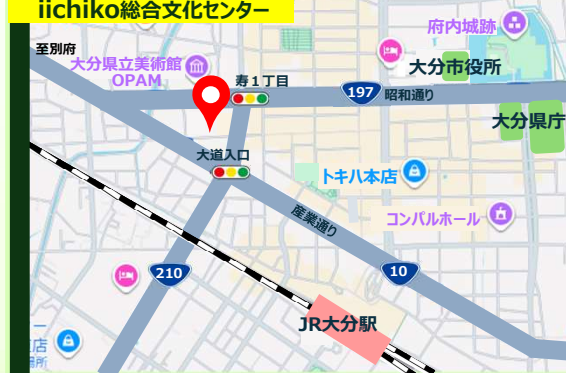 iichiko総合文化センター
至別府
府内城跡
大分県立美術館
OPAM
寿1丁目
大分市役所
197
昭和通り
大分県庁
大道入口
トキハ本店
産業通り
コンパルホール
210
10
JR大分駅
店
場所